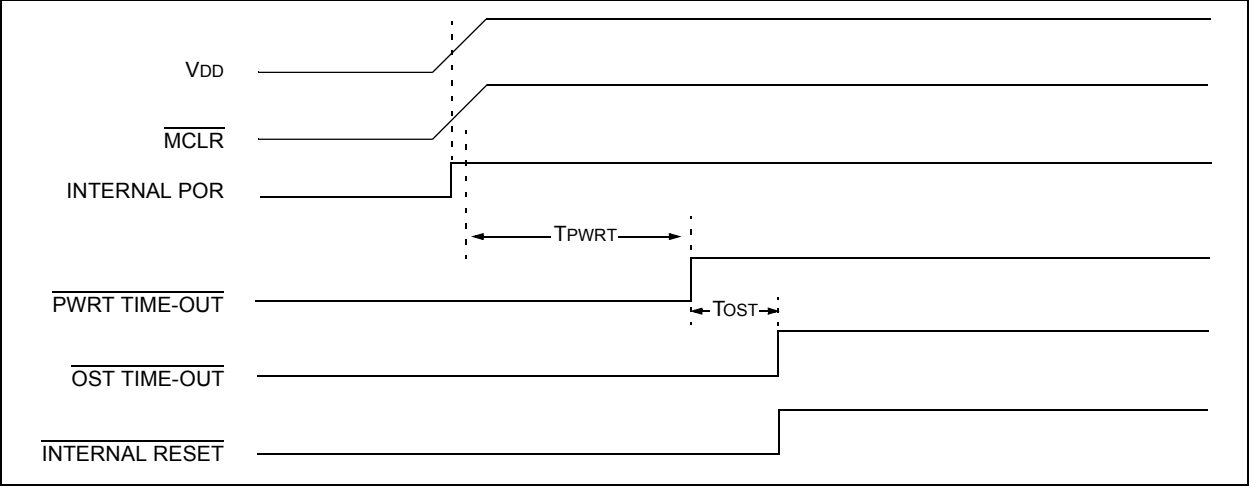 VDD
MCLR
INTERNAL POR
TPWRT
PWRT TIME-OUT
TOST
OST TIME-OUT
INTERNAL RESET